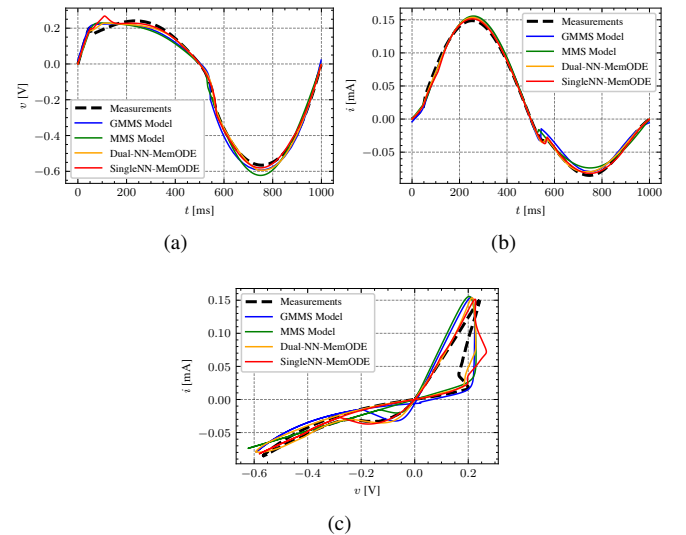 0.2
0.0
−0.2
−0.4
−0.6
v [V]
Measurements
GMMS Model
MMS Model
Dual-NN-MemODE
SingleNN-MemODE
0
200
400
600
800
1000
t [ms]
(a)
0.15
0.10
0.05
0.00
−0.05
i [mA]
Measurements
GMMS Model
MMS Model
Dual-NN-MemODE
SingleNN-MemODE
0
200
400
600
800
1000
t [ms]
(b)
0.15
0.10
0.05
0.00
−0.05
i [mA]
Measurements
GMMS Model
MMS Model
Dual-NN-MemODE
SingleNN-MemODE
−0.6
−0.4
−0.2
0.0
0.2
v [V]
(c)